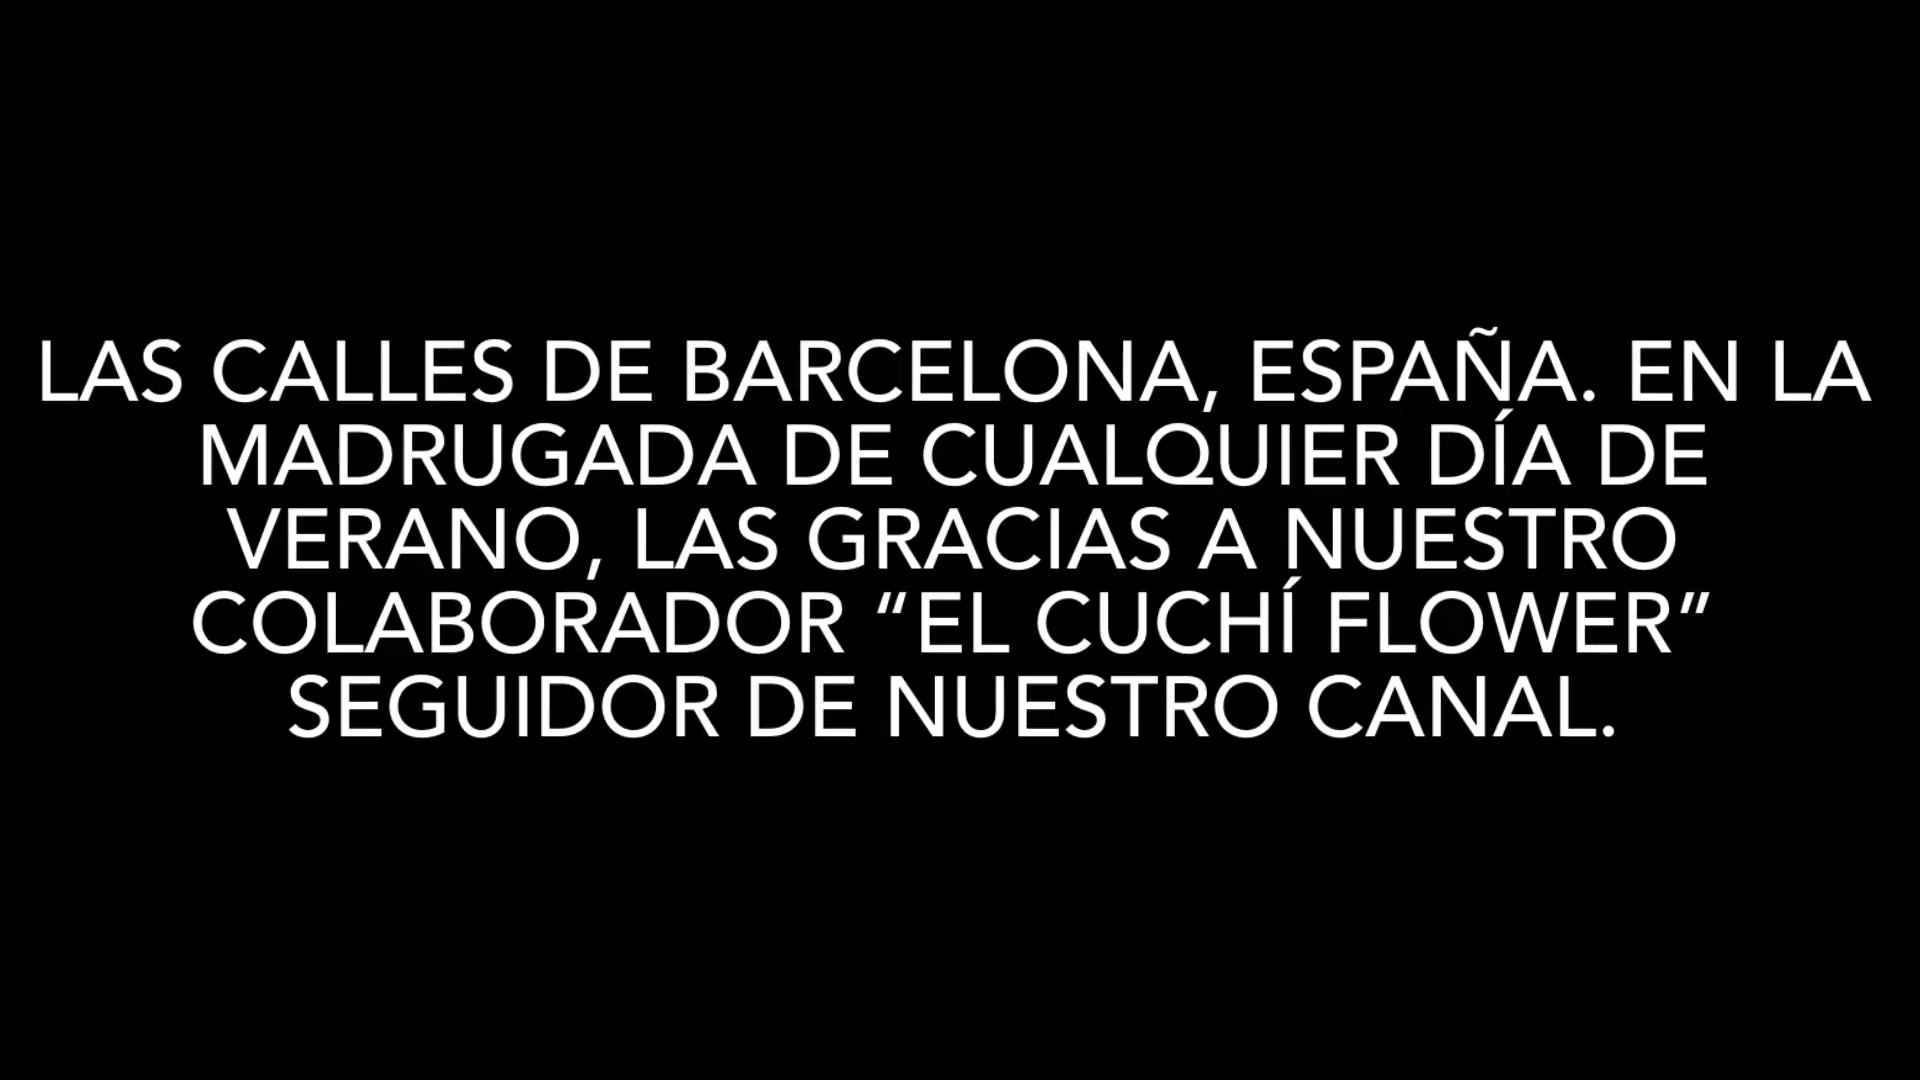 LAS CALLES DE BARCELONA, ESPAÑA. EN LA
MADRUGADA DE CUALQUIER DÍA DE
VERANO, LAS GRACIAS A NUESTRO
COLABORADOR “EL CUCHÍ FLOWER”
SEGUIDOR DE NUESTRO CANAL.